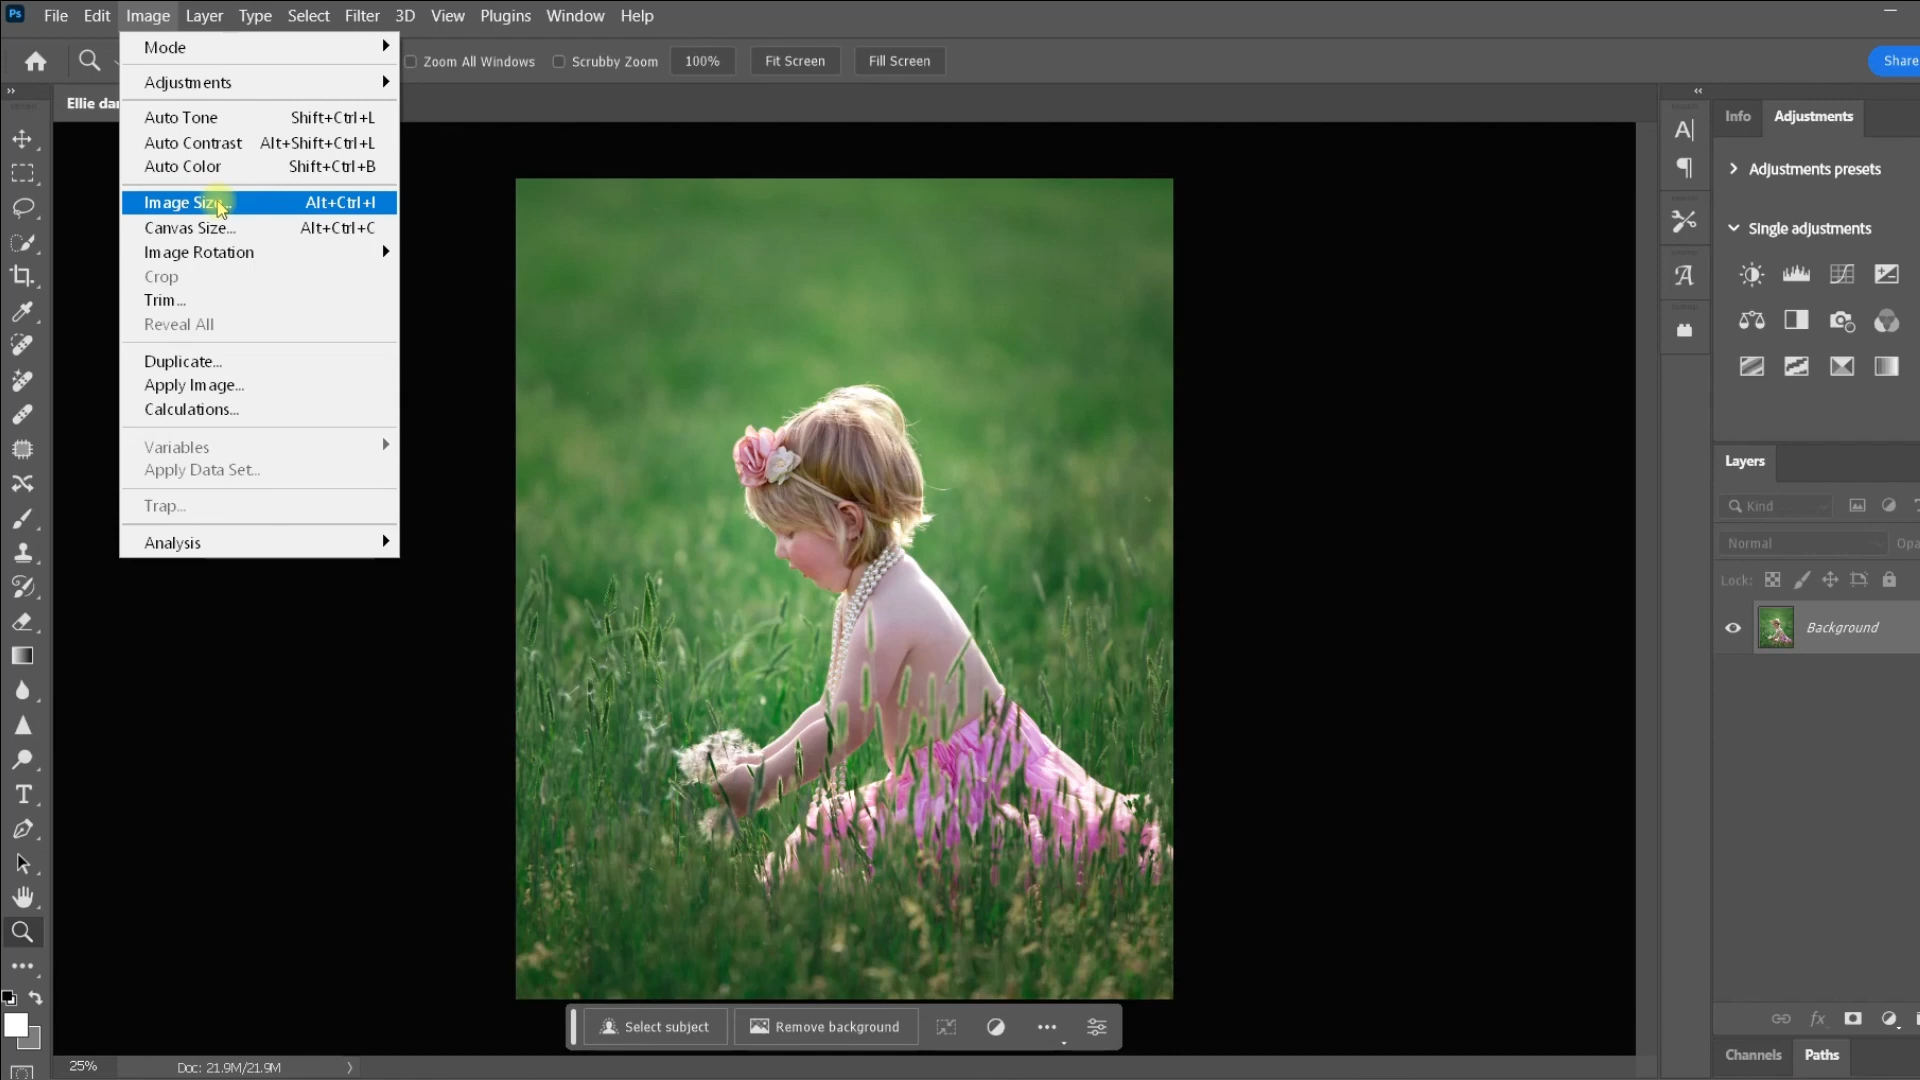 Ps File Edit Image Layer Type Select Filter 3D View Plugins Window Help
Zoom All Windows Scrubby Zoom 100% Fit Screen Fill Screen Share
Ellie
Mode
Adjustments
Auto Tone Shift+Ctrl+L
Auto Contrast Alt+Shift+Ctrl+L
Auto Color Shift+Ctrl+B
Image Size... Alt+Ctrl+I
Canvas Size... Alt+Ctrl+C
Image Rotation
Crop
Trim...
Reveal All
Duplicate...
Apply Image...
Calculations...
Variables
Apply Data Set...
Trap...
Analysis
Info Adjustments
Adjustments presets
Single adjustments
Layers
Kind
Normal
Lock:
Background
Select subject Remove background
Channels Paths
25% Doc: 21.9M/21.9M